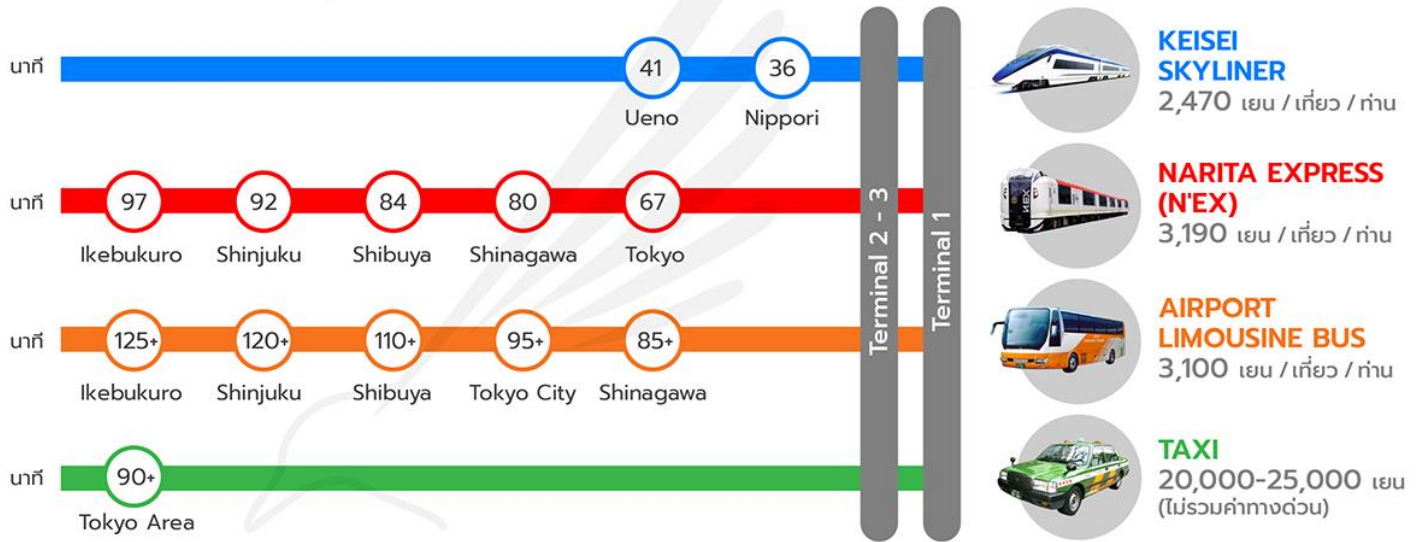 นาที
41
36
Ueno
Nippori
KEISEI
SKYLINER
2,470 เยน / เที่ยว / ท่าน
นาที
97
92
84
80
67
Ikebukuro
Shinjuku
Shibuya
Shinagawa
Tokyo
NARITA EXPRESS
(N'EX)
3,190 เยน / เที่ยว / ท่าน
NEX
Terminal 2 - 3
Terminal 1
นาที
125+
120+
110+
95+
85+
Ikebukuro
Shinjuku
Shibuya
Tokyo City
Shinagawa
AIRPORT
LIMOUSINE BUS
3,100 เยน / เที่ยว / ท่าน
นาที
90+
Tokyo Area
TAXI
20,000-25,000 เยน
(ไม่รวมค่าทางด่วน)